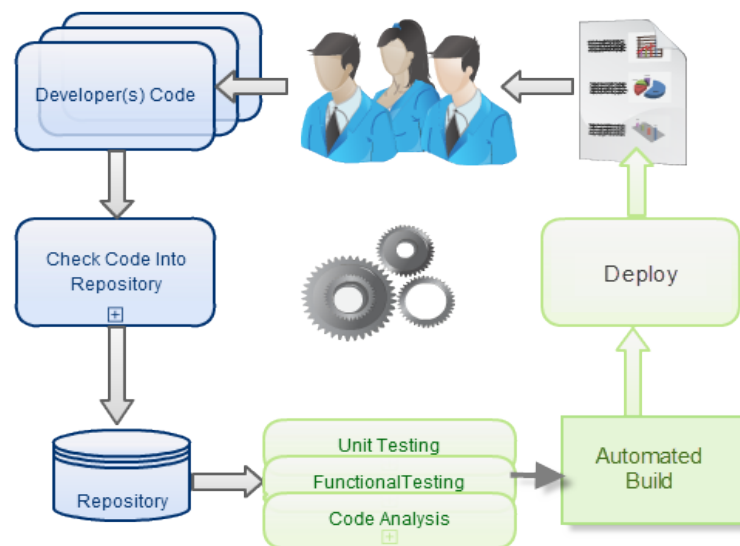 Developer(s) Code
Check Code Into
Repository
Repository
Unit Testing
FunctionalTesting
Code Analysis
Automated
Build
Deploy